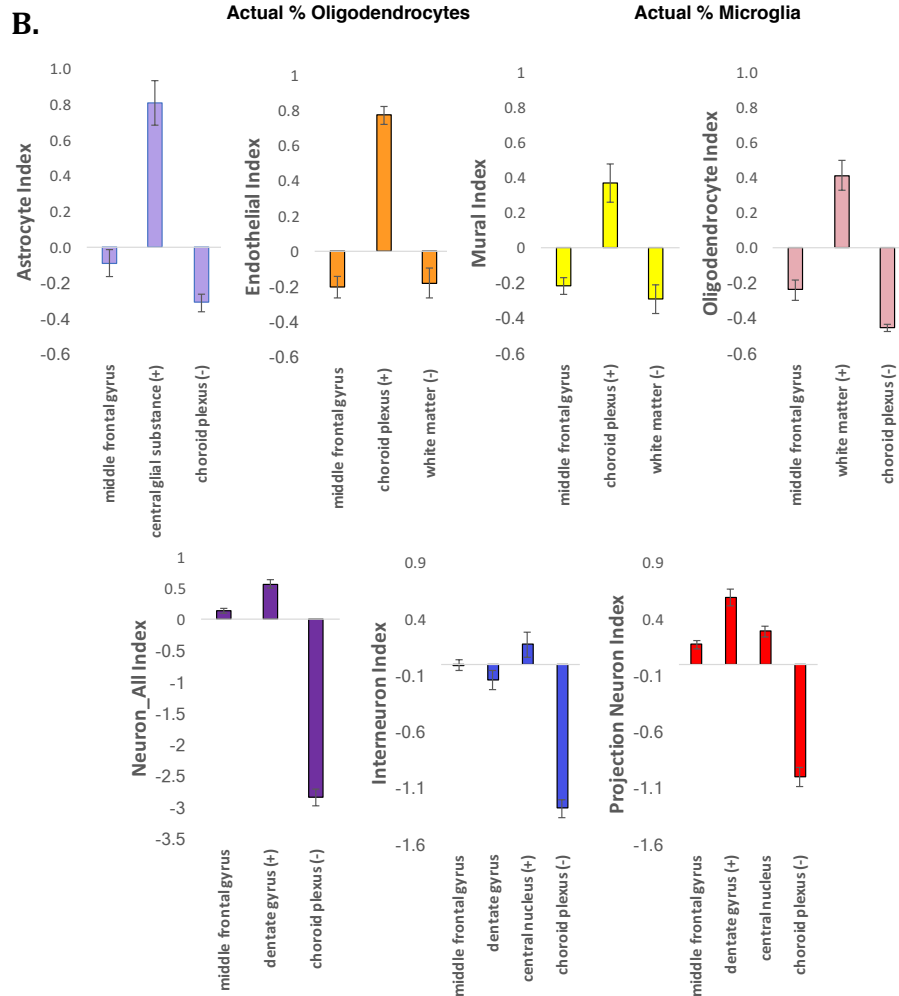 Actual % Oligodendrocytes
Actual % Microglia
B.
Astrocyte Index
1.0
0.8
0.6
0.4
0.2
0.0
-0.2
-0.4
-0.6
middle frontal gyrus
central glial substance (+)
choroid plexus (-)
Endothelial Index
1
0.8
0.6
0.4
0.2
0
-0.2
-0.4
-0.6
middle frontal gyrus
choroid plexus (+)
white matter (-)
Mural Index
1
0.8
0.6
0.4
0.2
0
-0.2
-0.4
-0.6
middle frontal gyrus
choroid plexus (+)
white matter (-)
Oligodendrocyte Index
1.0
0.8
0.6
0.4
0.2
0.0
-0.2
-0.4
-0.6
middle frontal gyrus
white matter (+)
choroid plexus (-)
Neuron_All Index
1
0.5
0
-0.5
-1
-1.5
-2
-2.5
-3
-3.5
middle frontal gyrus
dentate gyrus (+)
choroid plexus (-)
Interneuron Index
0.9
0.4
-0.1
-0.6
-1.1
-1.6
middle frontal gyrus
dentate gyrus
central nucleus (+)
choroid plexus (-)
Projection Neuron Index
0.9
0.4
-0.1
-0.6
-1.1
-1.6
middle frontal gyrus
dentate gyrus (+)
central nucleus
choroid plexus (-)